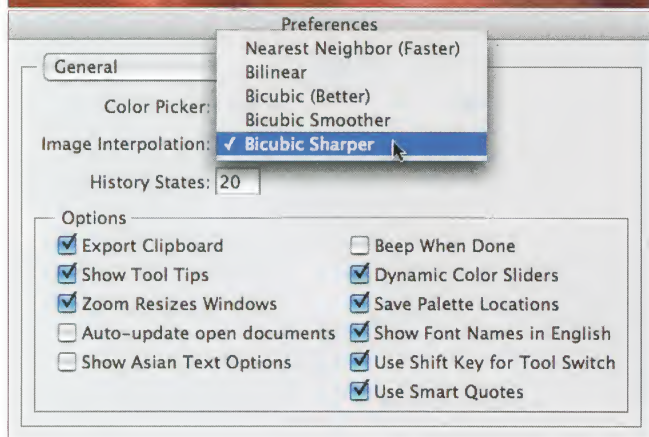 Preferences
Nearest Neighbor (Faster)
General
Bilinear
Bicubic (Better)
Color Picker:
Bicubic Smoother
Image Interpolation: ✓ Bicubic Sharper
History States: 20
Options
Export Clipboard
Beep When Done
Show Tool Tips
Dynamic Color Sliders
Zoom Resizes Windows
Save Palette Locations
Auto-update open documents
Show Font Names in English
Show Asian Text Options
Use Shift Key for Tool Switch
Use Smart Quotes